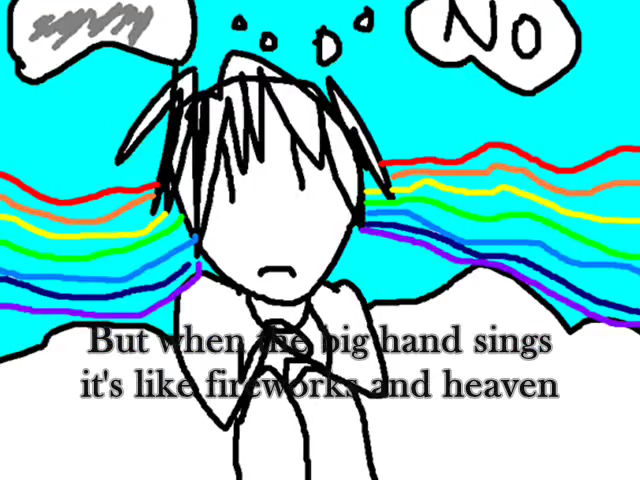 No
But when the big hand sings
it's like fireworks and heaven